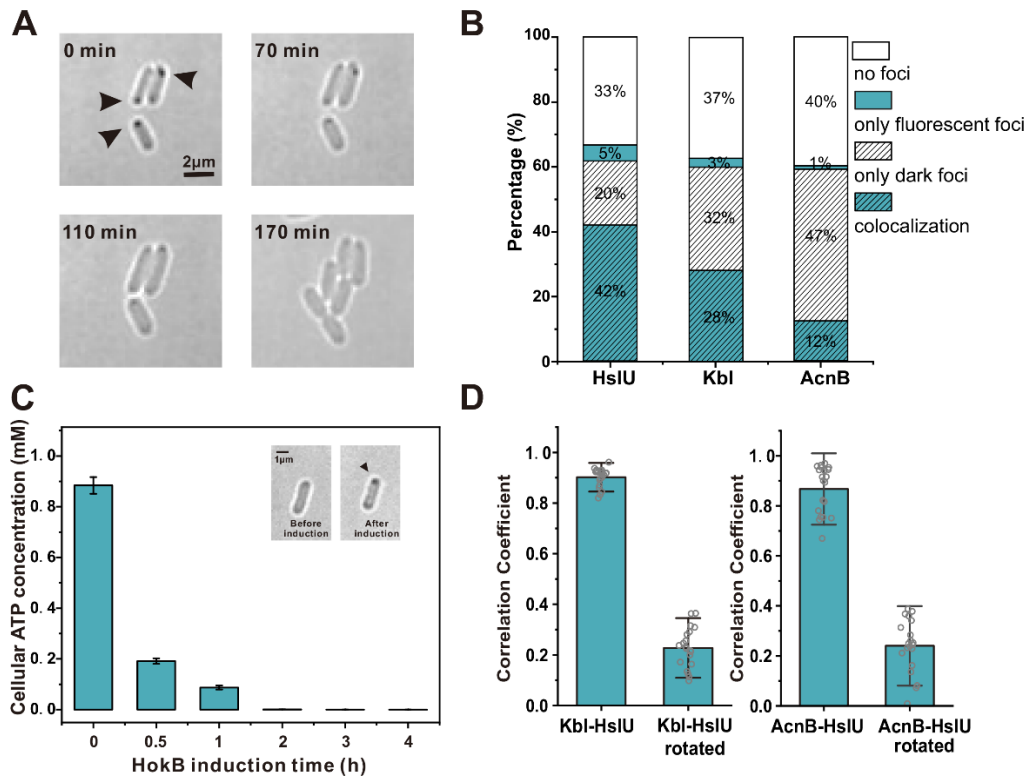 A
0 min
2μm
70 min
110 min
170 min
B
Percentage (%)
100
80
60
40
20
0
33%
5%
20%
42%
37%
3%
32%
28%
40%
1%
47%
12%
HslU
Kbl
AcnB
no foci
only fluorescent foci
only dark foci
colocalization
C
Cellular ATP concentration (mM)
1.0
0.8
0.6
0.4
0.2
0.0
1μm
Before
induction
After
induction
0
0.5
1
2
3
4
HokB induction time (h)
D
Correlation Coefficient
1.0
0.8
0.6
0.4
0.2
0.0
Kbl-HslU
Kbl-HslU
rotated
Correlation Coefficient
1.0
0.8
0.6
0.4
0.2
0.0
AcnB-HslU
AcnB-HslU
rotated